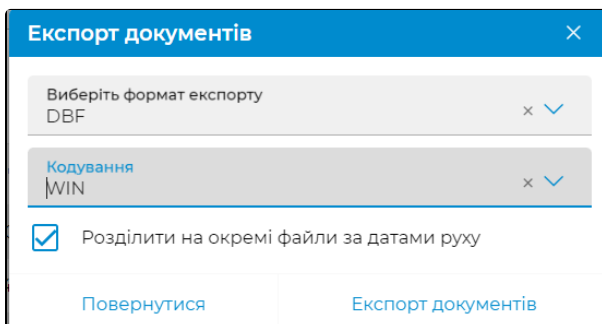 Експорт документів
Виберіть формат експорту
DBF
Кодування
WIN
Розділити на окремі файли за датами руху
Повернутися Експорт документів